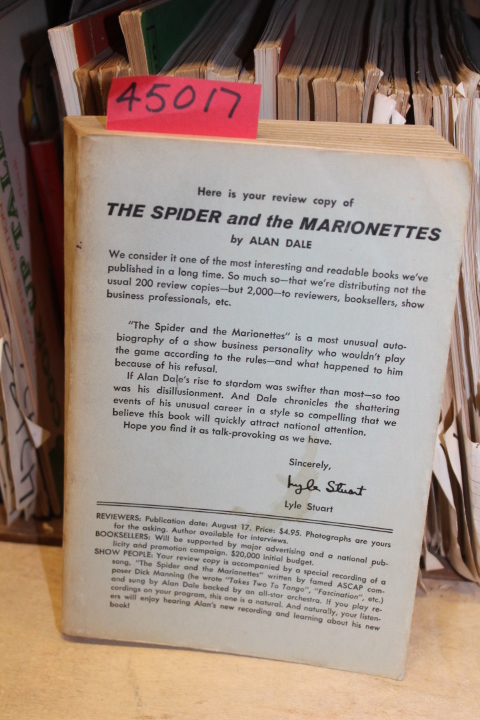 45017
Here is your review copy of
THE SPIDER and the MARIONETTES
by ALAN DALE
We consider it one of the most interesting and readable books we've
published in a long time. So much so—that we're distributing not the
usual 200 review copies—but 2,000—to reviewers, booksellers, show
business professionals, etc.
"The Spider and the Marionettes" is a most unusual auto-
biography of a show business personality who wouldn't play
the game according to the rules—and what happened to him
because of his refusal.
If Alan Dale's rise to stardom was swifter than most—so too
was his disillusionment. And Dale chronicles the shattering
events of his unusual career in a style so compelling that we
believe this book will quickly attract national attention.
Hope you find it as talk-provoking as we have.
Sincerely,
Lyle Stuart
Lyle Stuart
REVIEWERS: Publication date: August 17. Price: $4.95. Photographs are yours
for the asking. Author available for interviews.
BOOKSELLERS: Will be supported by major advertising and a national pub-
licity and promotion campaign. $20,000 initial budget.
SHOW PEOPLE: Your review copy is accompanied by a special recording of a
song, "The Spider and the Marionettes" written by famed ASCAP com-
poser Dick Manning (he wrote "Takes Two To Tango", "Fascination", etc.)
and sung by Alan Dale backed by an all-star orchestra. If you play re-
cordings on your program, this one is a natural. And naturally, your listen-
ers will enjoy hearing Alan's new recording and learning about his new
book!